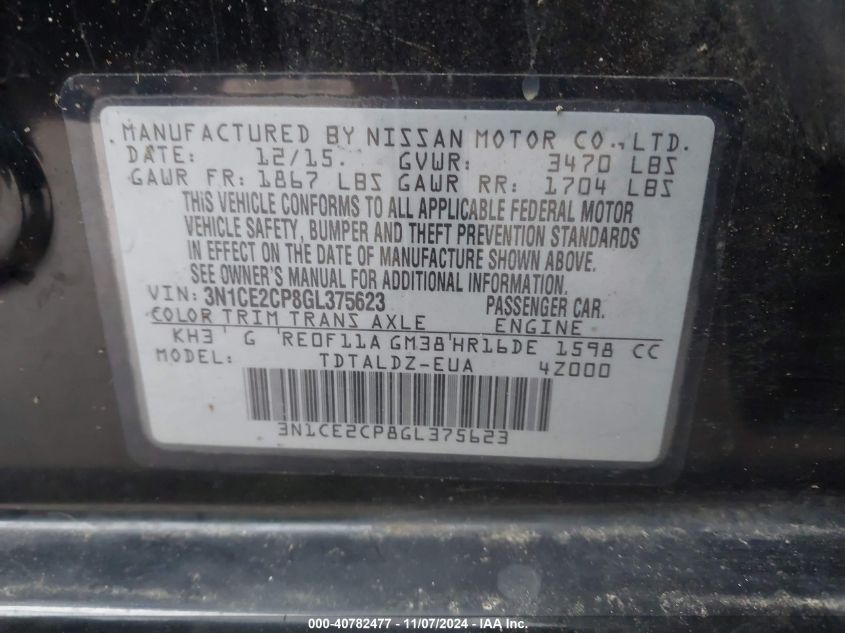 MANUFACTURED BY NISSAN MOTOR CO., LTD.
DATE: 12/15. GVWR: 3470 LBS
GAWR FR: 1867 LBS GAWR RR: 1704 LBS
THIS VEHICLE CONFORMS TO ALL APPLICABLE FEDERAL MOTOR
VEHICLE SAFETY, BUMPER AND THEFT PREVENTION STANDARDS
IN EFFECT ON THE DATE OF MANUFACTURE SHOWN ABOVE.
SEE OWNER'S MANUAL FOR ADDITIONAL INFORMATION.
VIN: 3N1CE2CP8GL375623 PASSENGER CAR.
COLOR TRIM TRANS AXLE ENGINE
KH3 ' G 'RE0F11A GM38'HR16DE 1598 CC
MODEL: TDTALDZ-EUA 4Z000
3N1CE2CP8GL375623
000-40782477 - 11/07/2024 - IAA Inc.